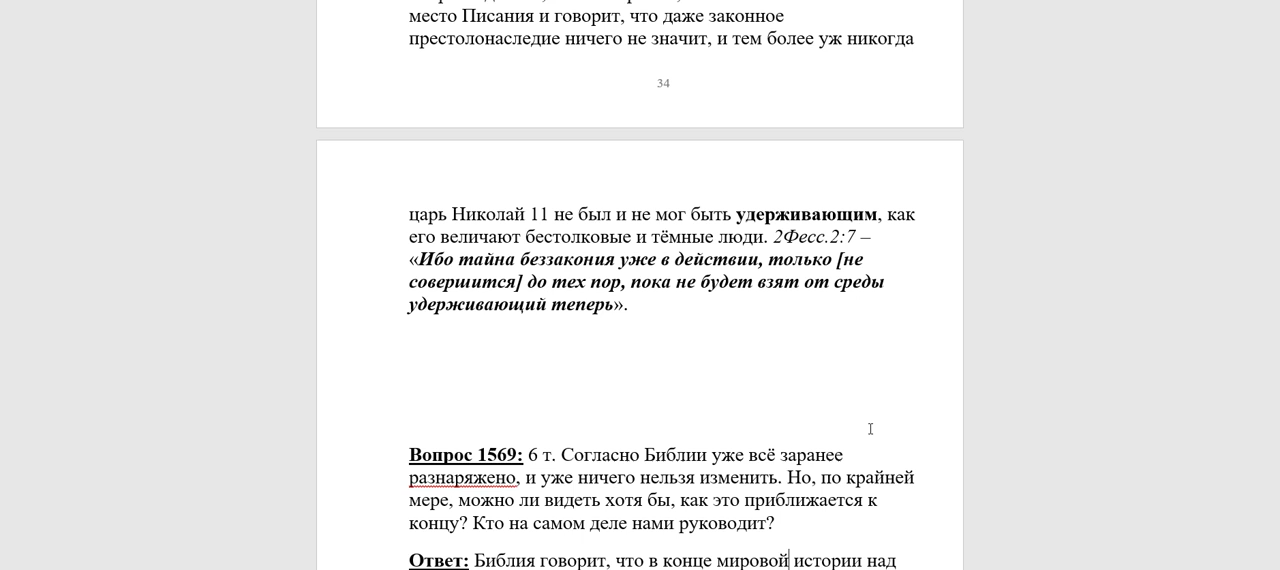 место Писания и говорит, что даже законное
престолонаследие ничего не значит, и тем более уж никогда
34
царь Николай 11 не был и не мог быть удерживающим, как
его величают бестолковые и тёмные люди. 2Фесс.2:7 –
«Ибо тайна беззакония уже в действии, только [не
совершится] до тех пор, пока не будет взят от среды
удерживающий теперь».
Вопрос 1569: 6 т. Согласно Библии уже всё заранее
разнаряжено, и уже ничего нельзя изменить. Но, по крайней
мере, можно ли видеть хотя бы, как это приближается к
концу? Кто на самом деле нами руководит?
Ответ: Библия говорит, что в конце мировой истории над